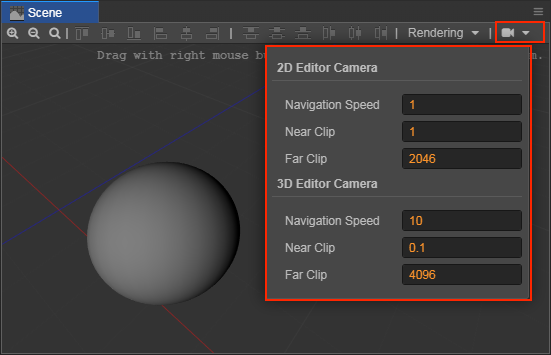 Scene
Rendering
Drag with right mouse bu
m.
2D Editor Camera
Navigation Speed 1
Near Clip 1
Far Clip 2046
3D Editor Camera
Navigation Speed 10
Near Clip 0.1
Far Clip 4096